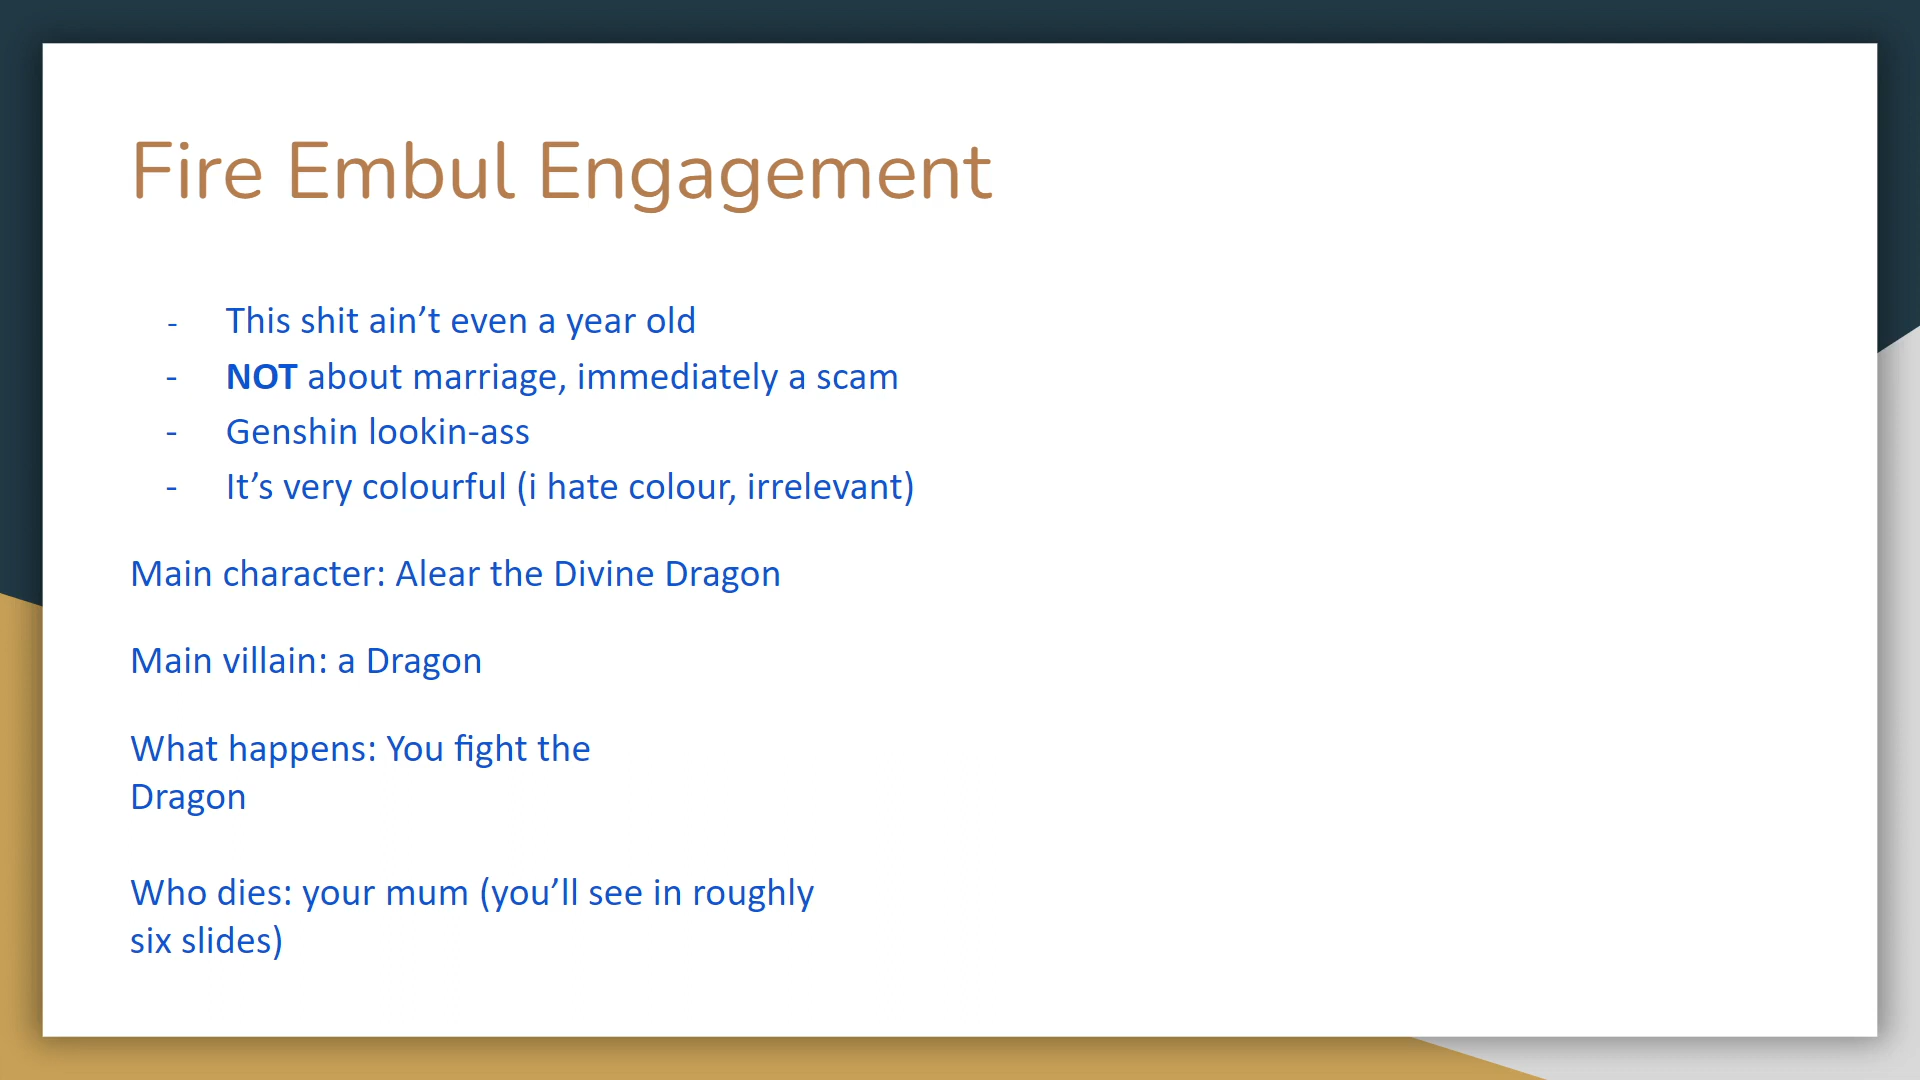 Fire Embul Engagement
- This shit ain’t even a year old
- NOT about marriage, immediately a scam
- Genshin lookin-ass
- It’s very colourful (i hate colour, irrelevant)
Main character: Alear the Divine Dragon
Main villain: a Dragon
What happens: You fight the
Dragon
Who dies: your mum (you’ll see in roughly
six slides)